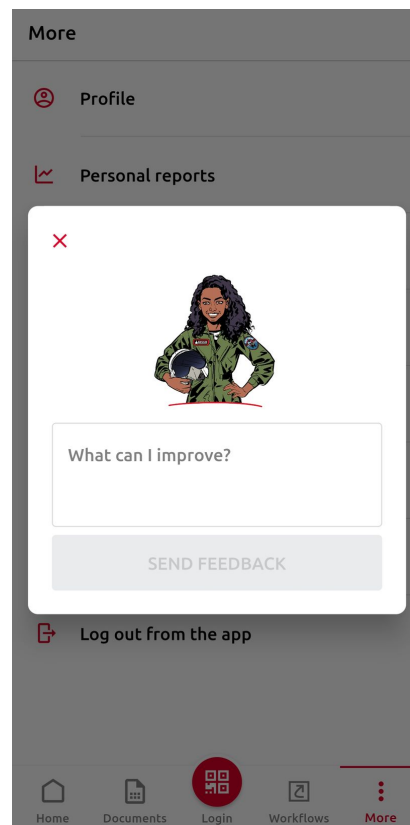 More
Profile
Personal reports
What can I improve?
SEND FEEDBACK
Log out from the app
Home
Documents
Login
Workflows
More